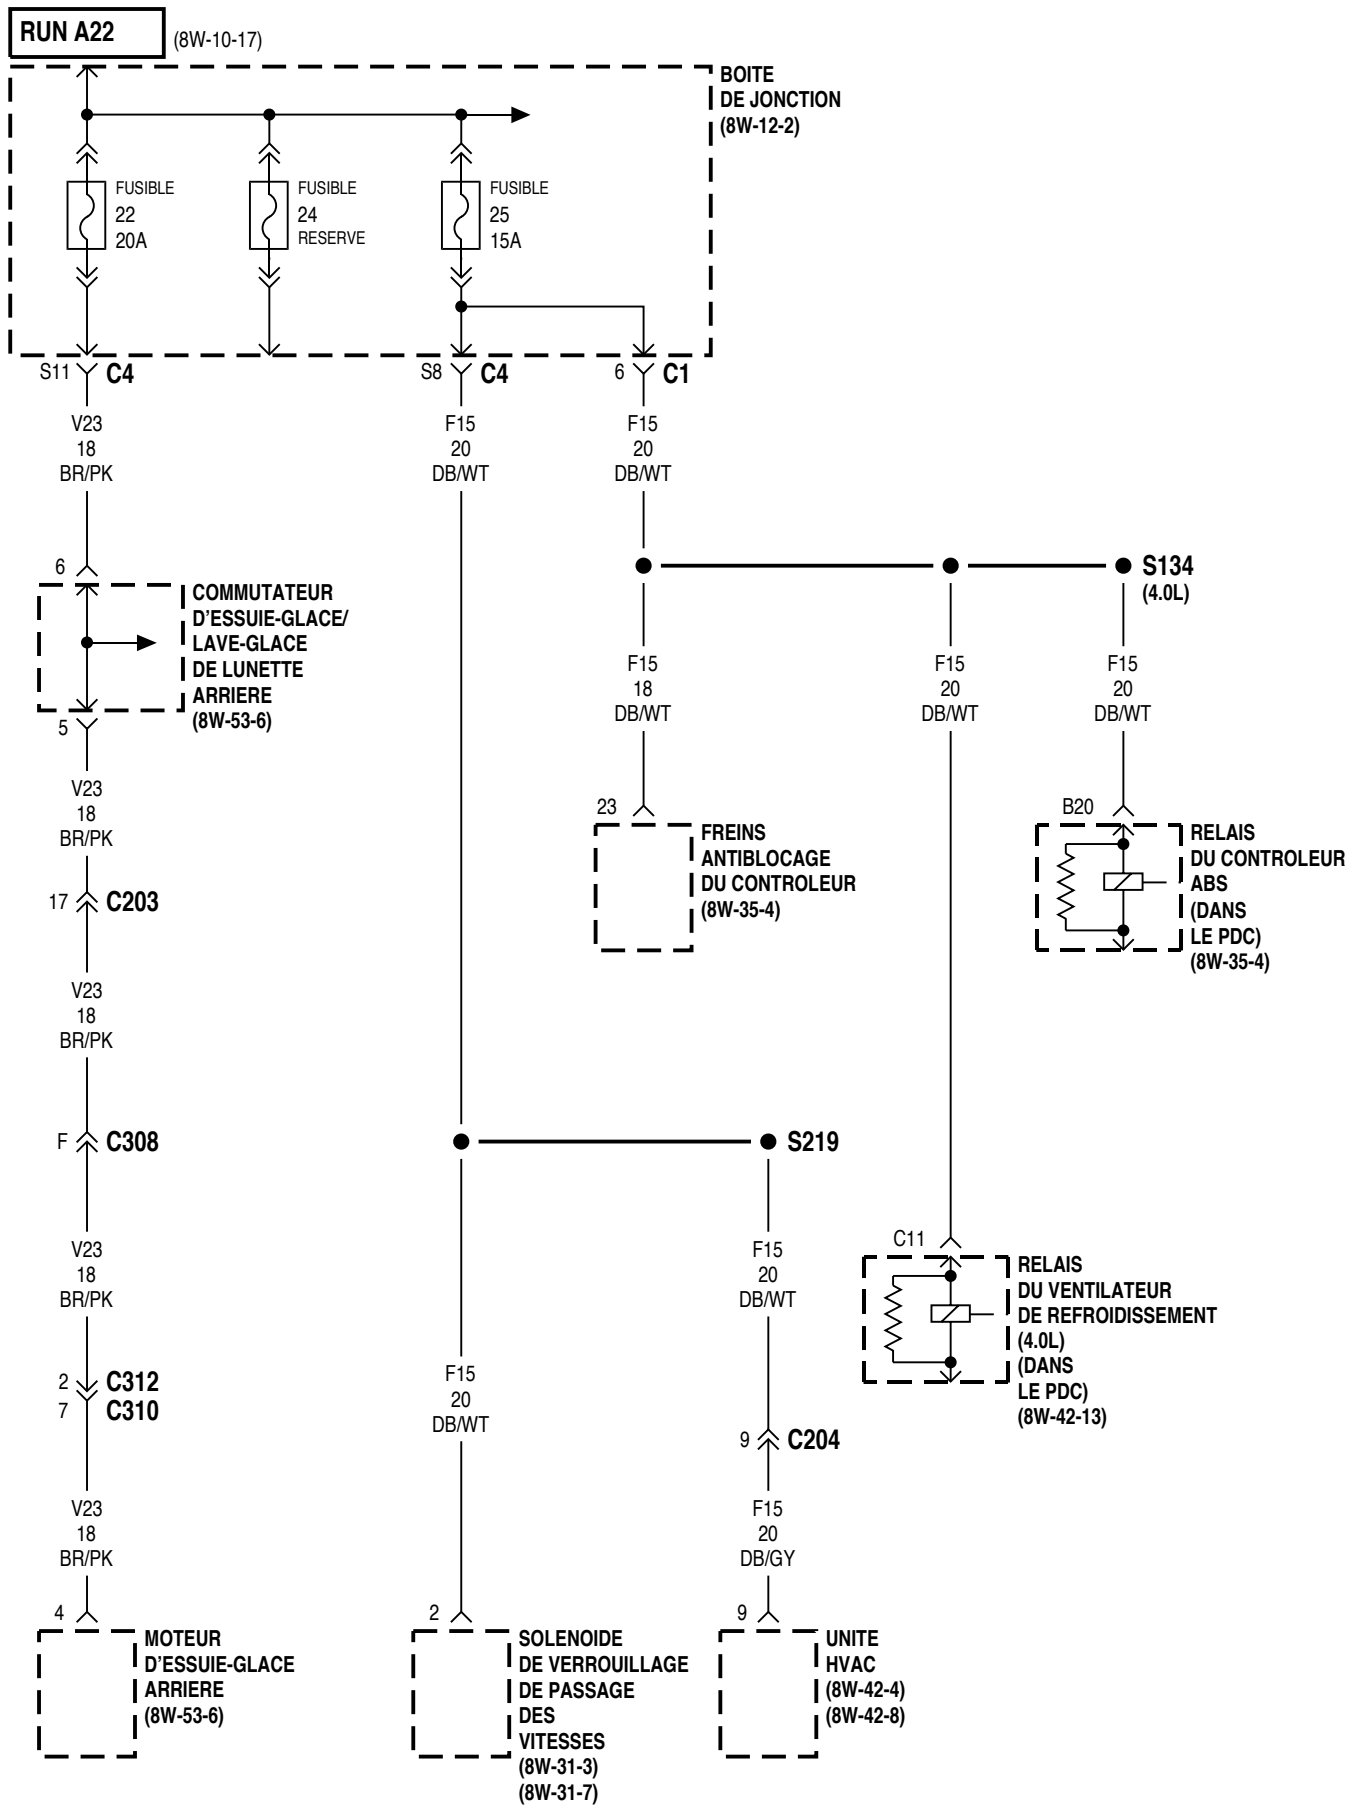 RUN A22
(8W-10-17)
BOITE
DE JONCTION
(8W-12-2)
FUSIBLE
22
20A
FUSIBLE
24
RESERVE
FUSIBLE
25
15A
S11 C4
S8 C4
6 C1
V23
18
BR/PK
F15
20
DB/WT
F15
20
DB/WT
6
COMMUTATEUR
D'ESSUIE-GLACE/
LAVE-GLACE
DE LUNETTE
ARRIERE
(8W-53-6)
5
S134
(4.0L)
F15
18
DB/WT
F15
20
DB/WT
F15
20
DB/WT
V23
18
BR/PK
23
FREINS
ANTIBLOCAGE
DU CONTROLEUR
(8W-35-4)
B20
RELAIS
DU CONTROLEUR
ABS
(DANS
LE PDC)
(8W-35-4)
17 C203
V23
18
BR/PK
F C308
S219
V23
18
BR/PK
F15
20
DB/WT
C11
RELAIS
DU VENTILATEUR
DE REFROIDISSEMENT
(4.0L)
(DANS
LE PDC)
(8W-42-13)
2 C312
7 C310
F15
20
DB/WT
9 C204
V23
18
BR/PK
F15
20
DB/GY
4
MOTEUR
D'ESSUIE-GLACE
ARRIERE
(8W-53-6)
2
SOLENOIDE
DE VERROUILLAGE
DE PASSAGE
DES
VITESSES
(8W-31-3)
(8W-31-7)
9
UNITE
HVAC
(8W-42-4)
(8W-42-8)